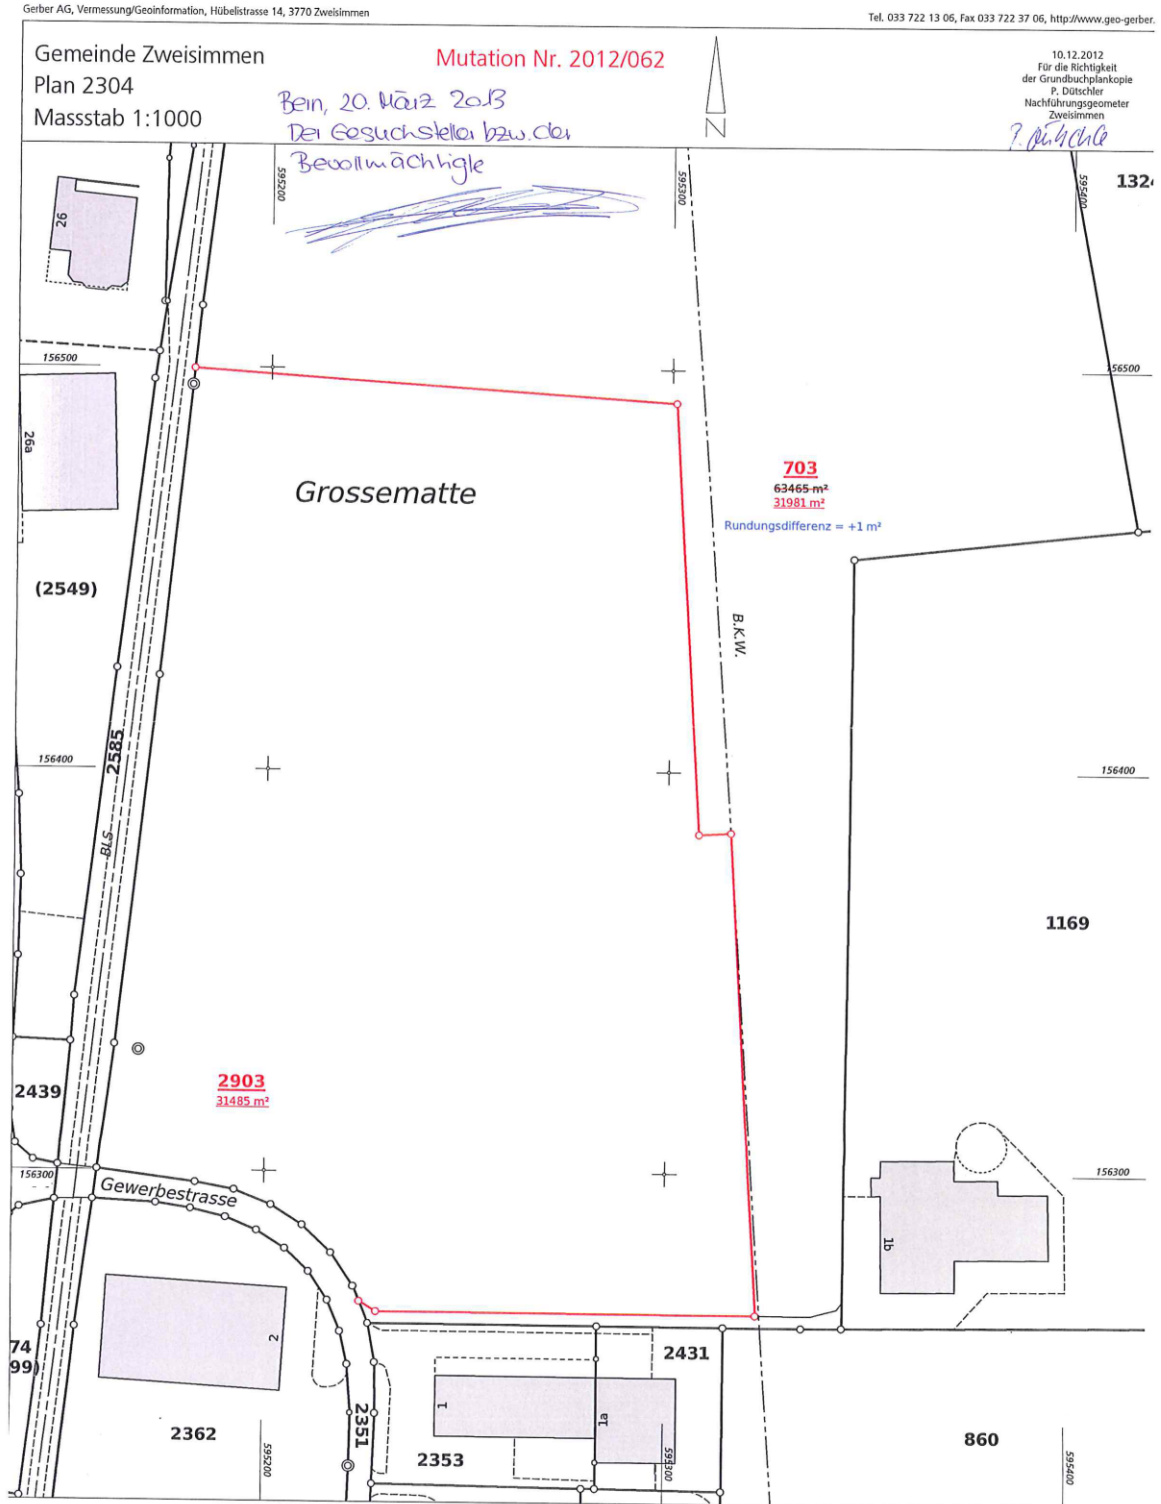 Gerber AG, Vermessung/Geoinformation, Hübelistrasse 14, 3770 Zweisimmen
Tel. 033 722 13 06, Fax 033 722 37 06, http://www.geo-gerber.
Gemeinde Zweisimmen
Plan 2304
Massstab 1:1000
Mutation Nr. 2012/062
N
10.12.2012
Für die Richtigkeit
der Grundbuchplankopie
P. Dütschler
Nachführungsgeometer
Zweisimmen
Bern, 20. März 2013
Der Gesuchsteller bzw. der
Bevollmächtigte
595200
595300
595400
132
26
156500
156500
26a
Grossematte
703
63465 m²
31981 m²
Rundungsdifferenz = +1 m²
(2549)
B.K.W.
2585
156400
156400
BLS
1169
2903
31485 m²
2439
156300
156300
Gewerbestrasse
1b
2
74
99)
2431
1
1a
2351
2362
2353
860
595200
595300
595400